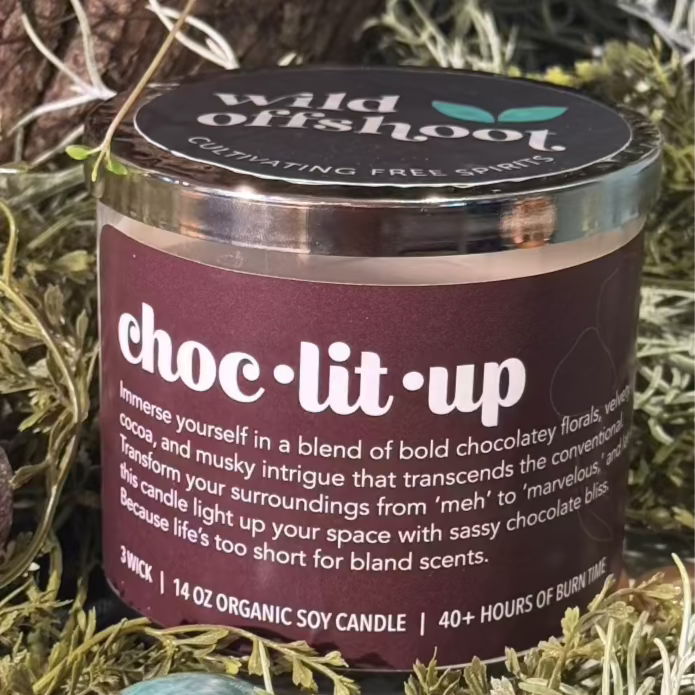 wild
offshoot
CULTIVATING FREE SPIRITS
choc•lit•up
Immerse yourself in a blend of bold chocolatey florals, velvety
cocoa, and musky intrigue that transcends the conventional.
Transform your surroundings from ‘meh’ to ‘marvelous,’ and
this candle light up your space with sassy chocolate bliss.
Because life’s too short for bland scents.
3 WICK | 14 OZ ORGANIC SOY CANDLE | 40+ HOURS OF BURN TIME